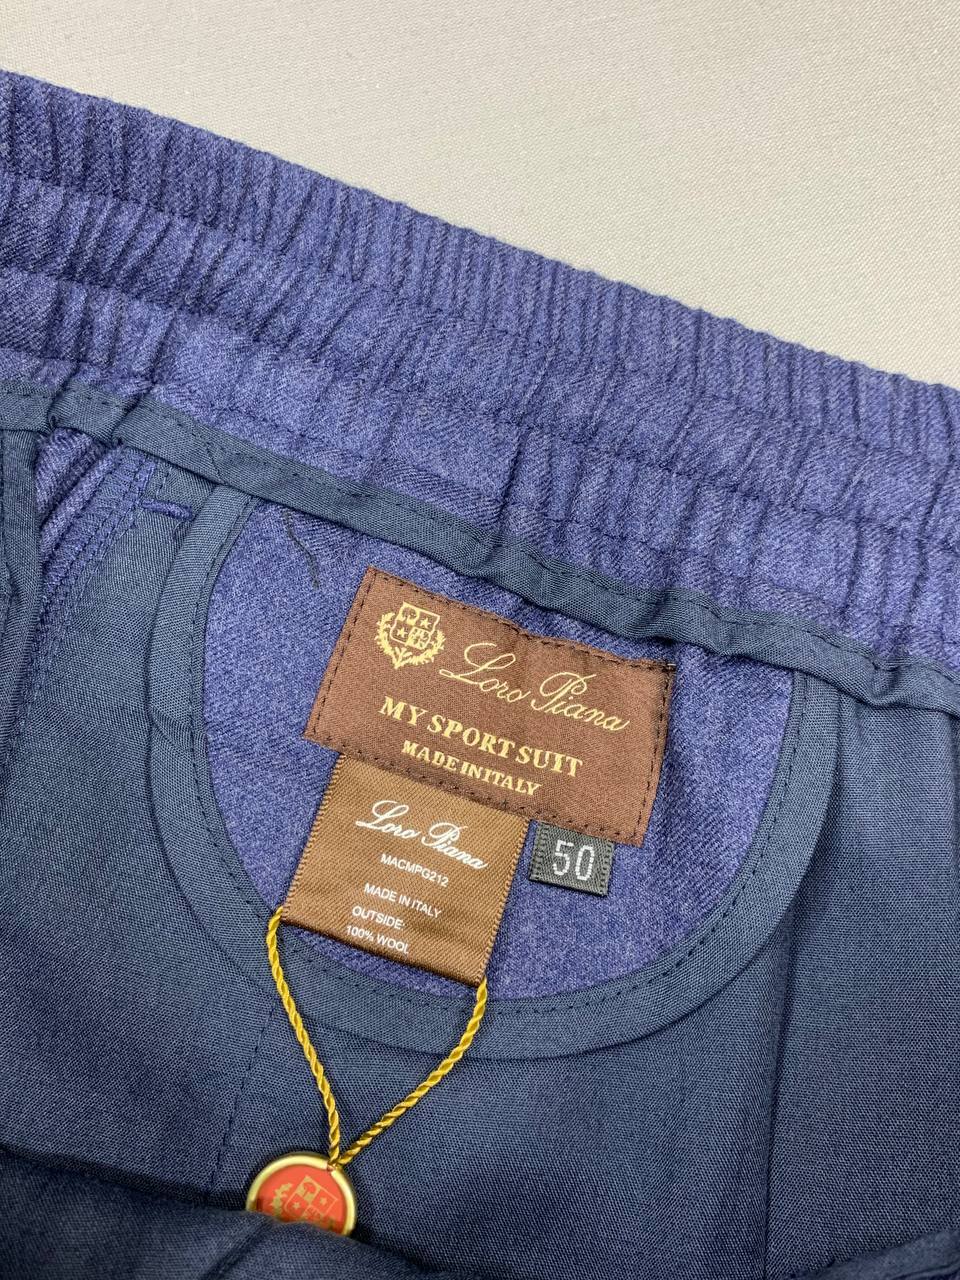 Loro Piana
MY SPORT SUIT
MADE IN ITALY
Loro Piana
MACMPG212
MADE IN ITALY
OUTSIDE:
100% WOOL
50